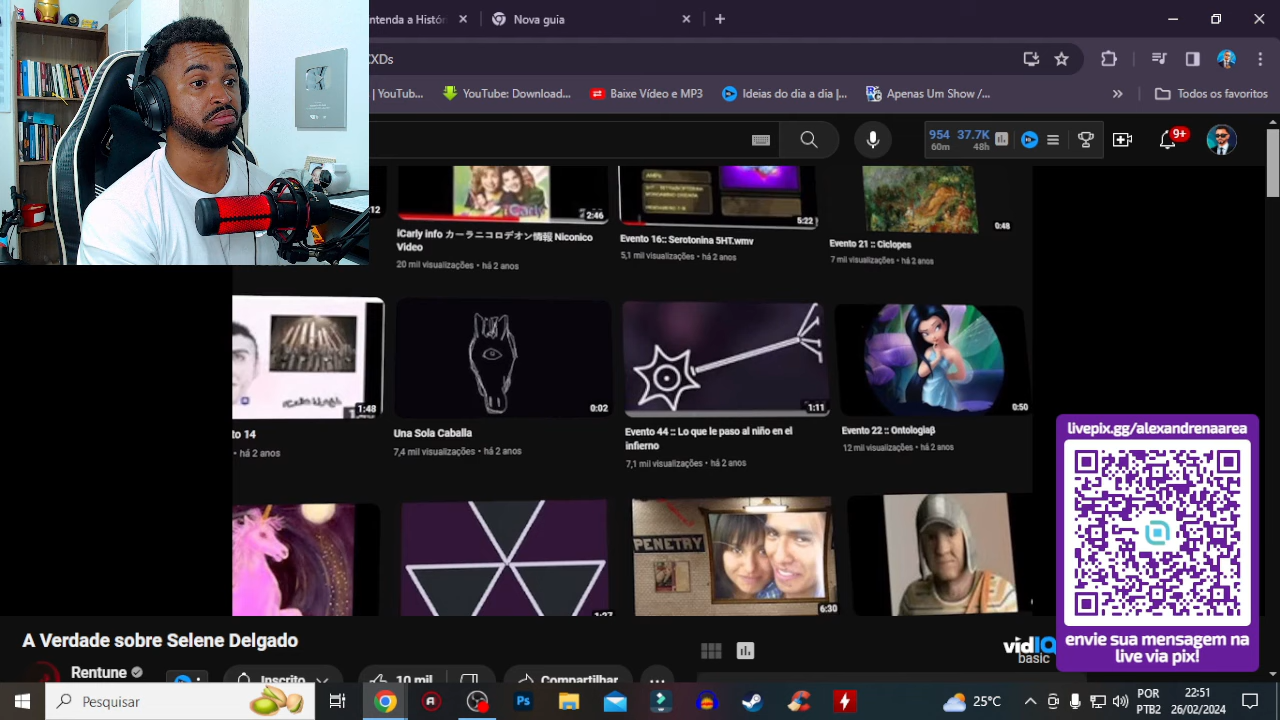 ntenda a Histór
Nova guia
XDs
| YouTub...
YouTube: Download...
Baixe Vídeo e MP3
Ideias do dia a dia |...
Apenas Um Show /...
»
Todos os favoritos
954 37.7K
60m 48h
9+
:12
2:46
5:22
0:48
iCarly info カーラニコロデオン情報 Niconico
Video
20 mil visualizações • há 2 anos
Evento 16:: Serotonina 5HT.wmv
5,1 mil visualizações • há 2 anos
Evento 21 :: Ciclopes
7 mil visualizações • há 2 anos
1:48
0:02
1:11
0:50
to 14
• há 2 anos
Una Sola Caballa
7,4 mil visualizações • há 2 anos
Evento 44 :: Lo que le paso al niño en el
infierno
7,1 mil visualizações • há 2 anos
Evento 22 :: Ontologiaβ
12 mil visualizações • há 2 anos
PENETRY
1:27
6:30
livepix.gg/alexandrenaarea
envie sua mensagem na
live via pix!
A Verdade sobre Selene Delgado
vidIQ
basic
Rentune
Inscrito
10 mil
Compartilhar
Pesquisar
Ps
25°C
POR
PTB2
22:51
26/02/2024